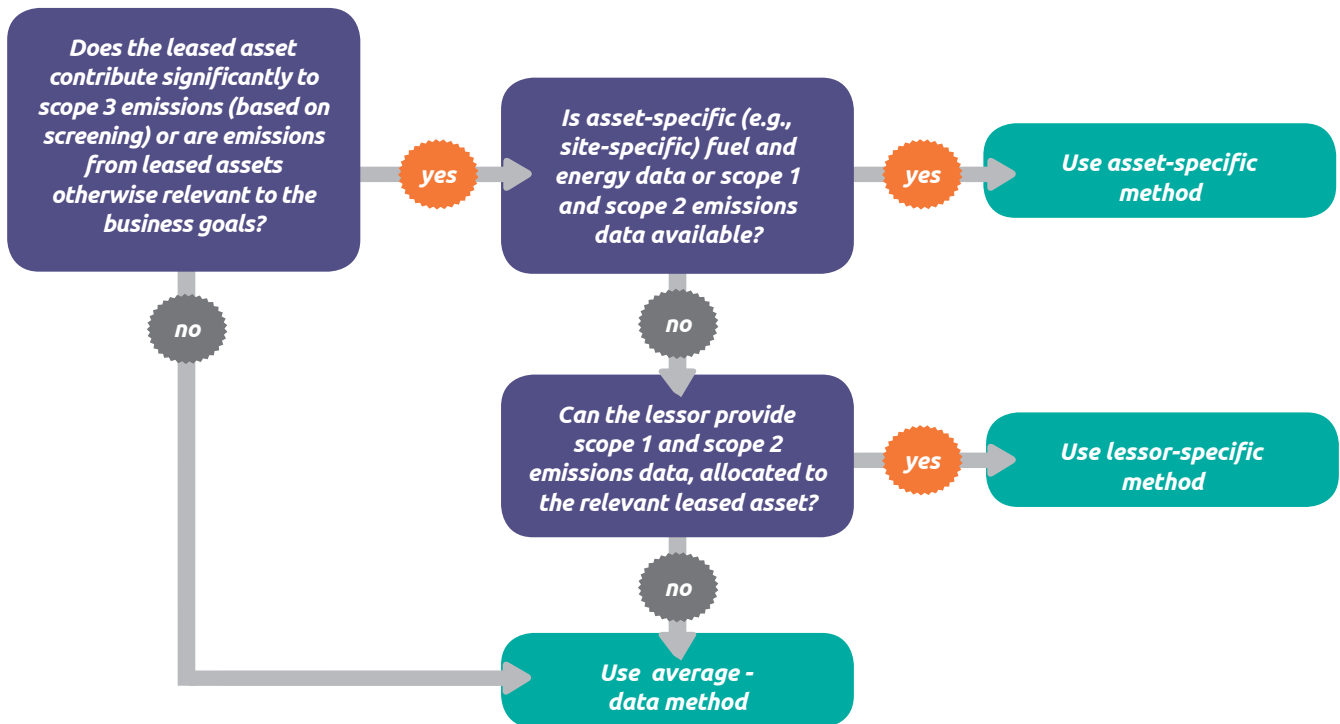 Does the leased asset
contribute significantly to
scope 3 emissions (based on
screening) or are emissions
from leased assets
otherwise relevant to the
business goals?
yes
Is asset-specific (e.g.,
site-specific) fuel and
energy data or scope 1
and scope 2 emissions
data available?
yes
Use asset-specific
method
no
no
Can the lessor provide
scope 1 and scope 2
emissions data, allocated to
the relevant leased asset?
yes
Use lessor-specific
method
no
Use average -
data method